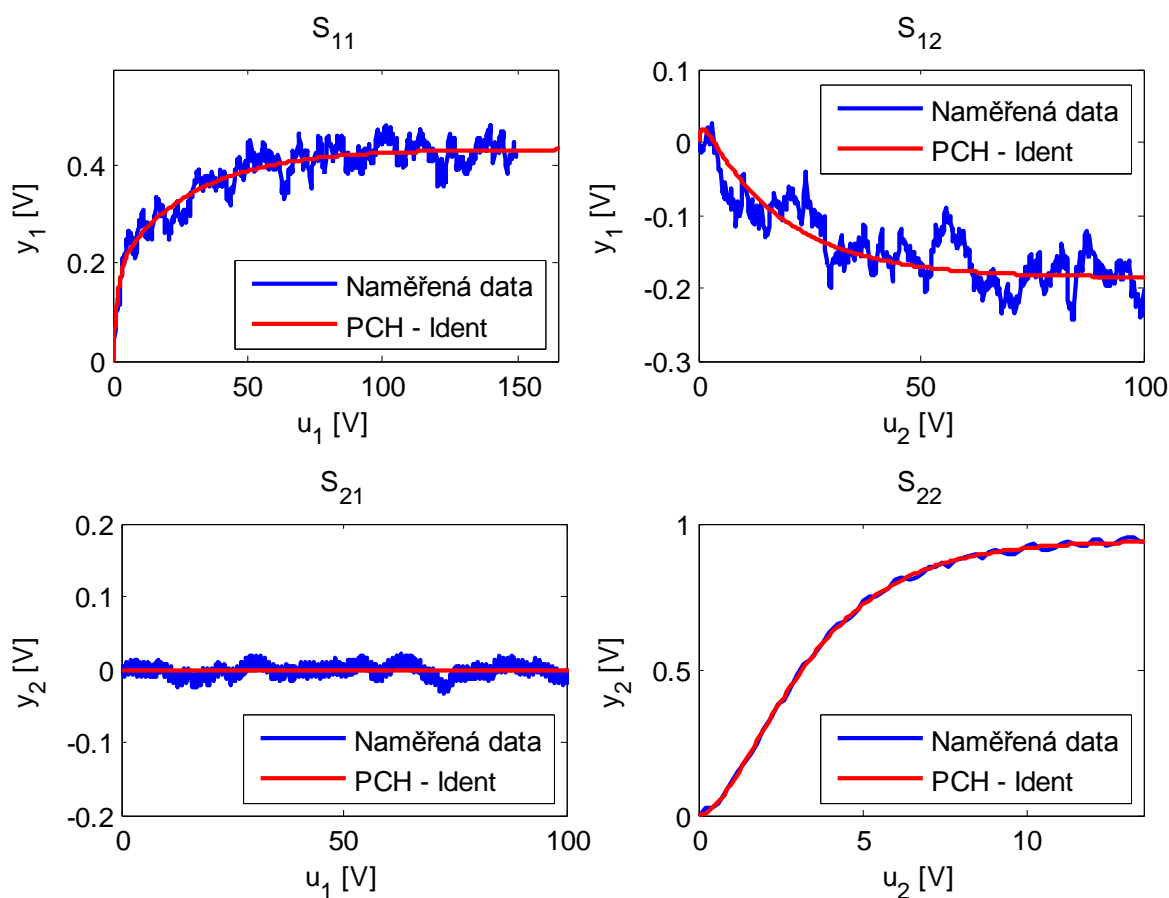 S11
0.4
0.2
0
0
50
100
150
y1 [V]
u1 [V]
Naměřená data
PCH - Ident
S12
0.1
0
-0.1
-0.2
-0.3
0
50
100
y1 [V]
u2 [V]
Naměřená data
PCH - Ident
S21
0.2
0.1
0
-0.1
-0.2
0
50
100
y2 [V]
u1 [V]
Naměřená data
PCH - Ident
S22
1
0.5
0
0
5
10
y2 [V]
u2 [V]
Naměřená data
PCH - Ident